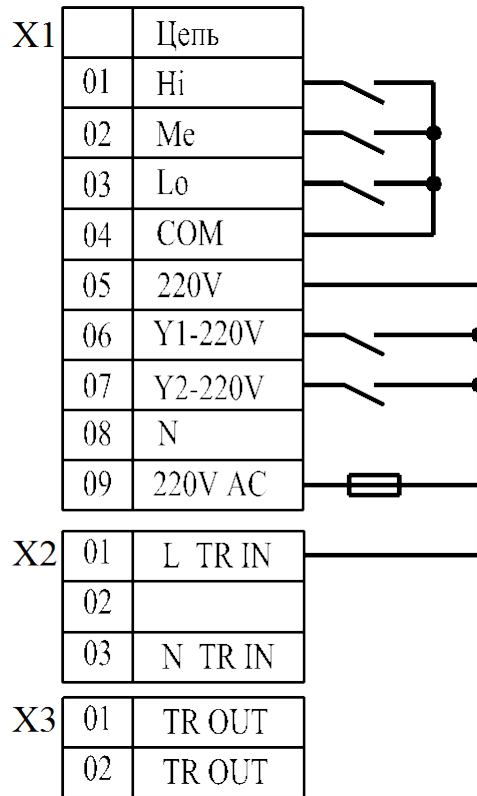 X1 Цепь
01 Hi
02 Me
03 Lo
04 COM
05 220V
06 Y1-220V
07 Y2-220V
08 N
09 220V AC
X2 01 L TR IN
02
03 N TR IN
X3 01 TR OUT
02 TR OUT